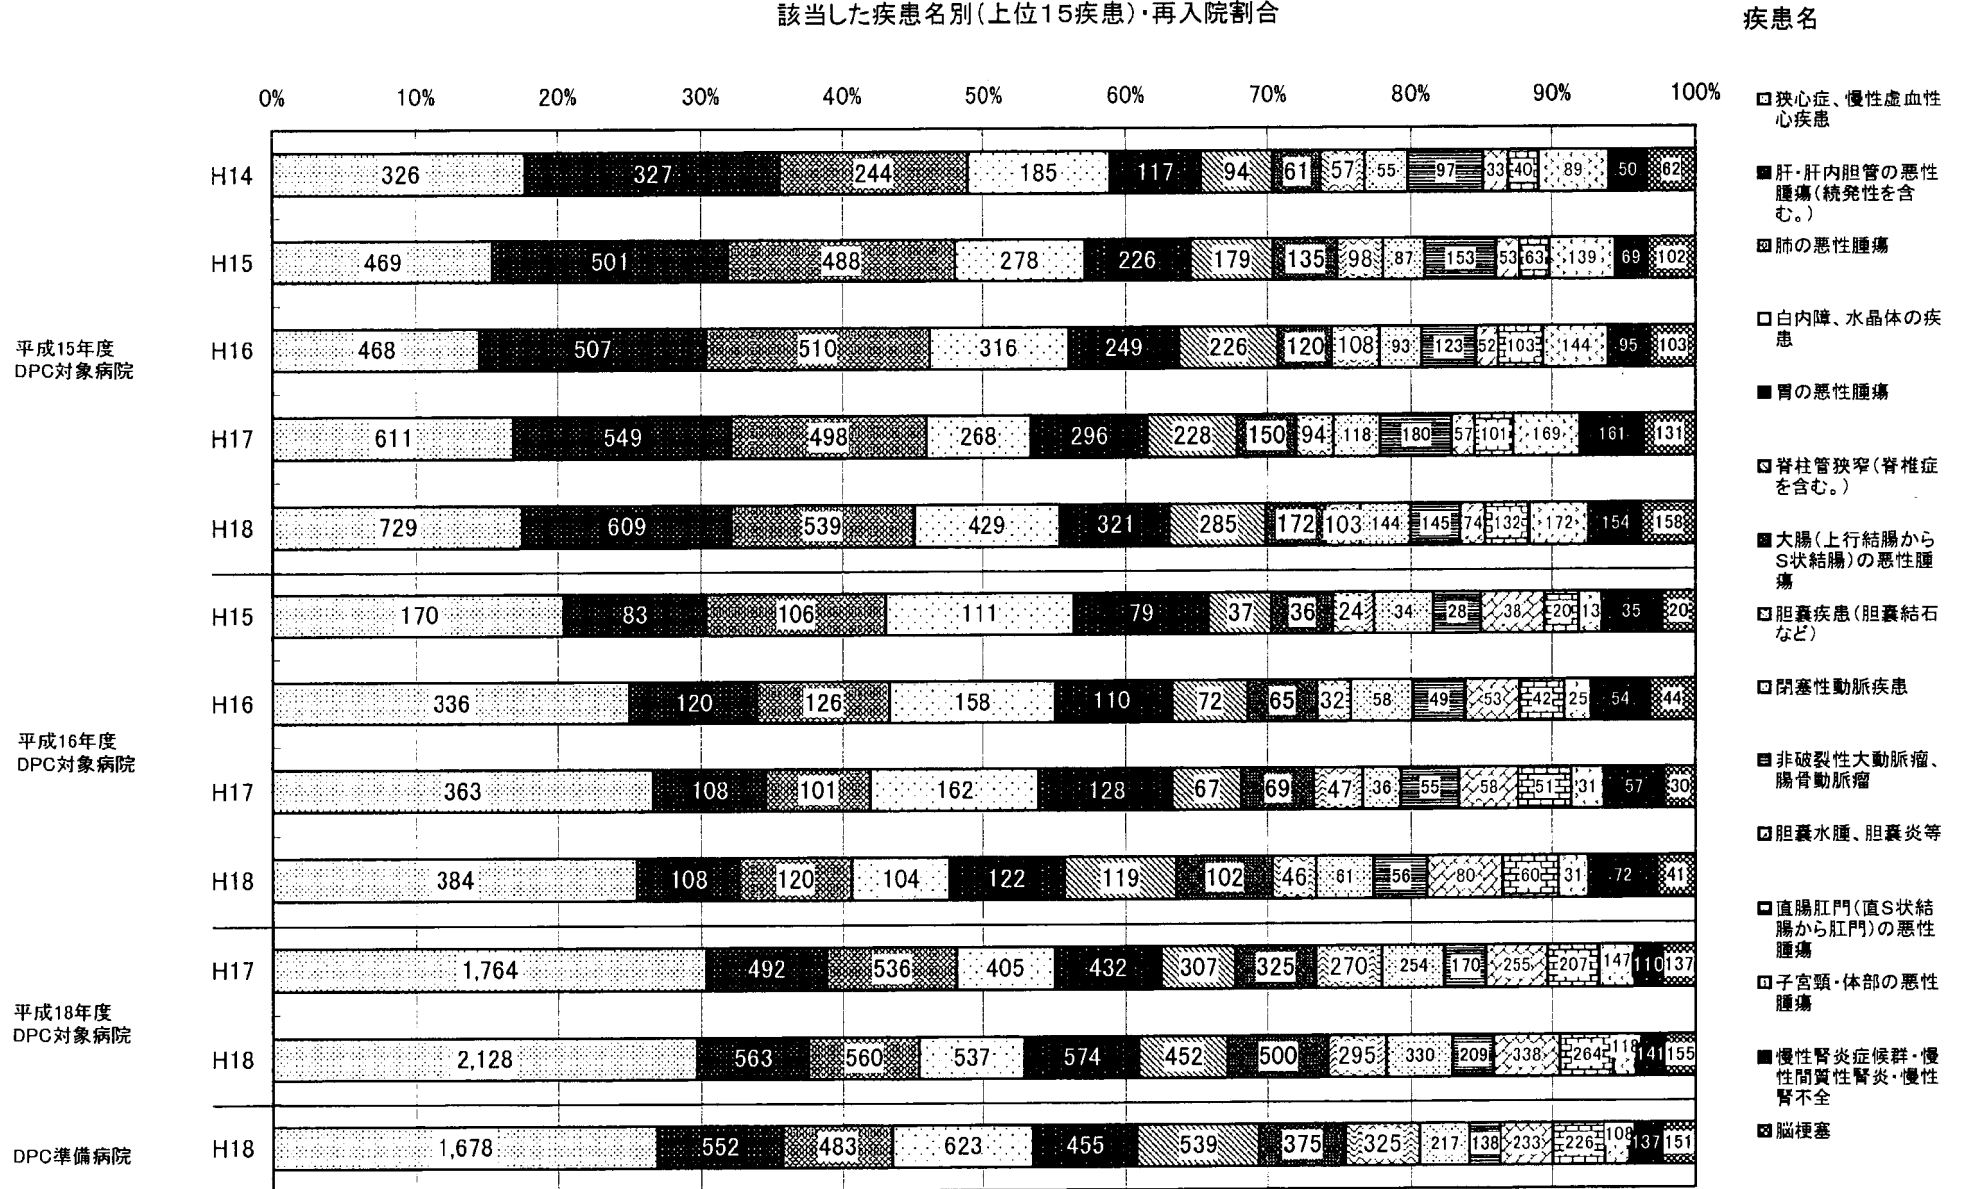 該当した疾患名別(上位15疾患)・再入院割合
疾患名
0% 10% 20% 30% 40% 50% 60% 70% 80% 90% 100%
H14 326 327 244 185 117 94 61 57 55 97 33 40 89 50 62
H15 469 501 488 278 226 179 135 98 87 153 53 63 139 69 102
平成15年度
DPC対象病院
H16 468 507 510 316 249 226 120 108 93 123 52 103 144 95 103
H17 611 549 498 268 296 228 150 94 118 180 57 101 169 161 131
H18 729 609 539 429 321 285 172 103 144 145 74 132 172 154 158
H15 170 83 106 111 79 37 36 24 34 28 38 20 13 35 20
H16 336 120 126 158 110 72 65 32 58 49 53 42 25 54 44
平成16年度
DPC対象病院
H17 363 108 101 162 128 67 69 47 36 55 58 51 31 57 30
H18 384 108 120 104 122 119 102 46 61 56 80 60 31 72 41
H17 1,764 492 536 405 432 307 325 270 254 170 255 207 147 110 137
平成18年度
DPC対象病院
H18 2,128 563 560 537 574 452 500 295 330 209 338 264 118 141 155
DPC準備病院
H18 1,678 552 483 623 455 539 375 325 217 138 233 226 108 137 151
狭心症、慢性虚血性
心疾患
肝・肝内胆管の悪性
腫瘍(続発性を含
む。)
肺の悪性腫瘍
白内障、水晶体の疾
患
胃の悪性腫瘍
脊柱管狭窄(脊椎症
を含む。)
大腸(上行結腸から
S状結腸)の悪性腫
瘍
胆嚢疾患(胆嚢結石
など)
閉塞性動脈疾患
非破裂性大動脈瘤、
腸骨動脈瘤
胆嚢水腫、胆嚢炎等
直腸肛門(直S状結
腸から肛門)の悪性
腫瘍
子宮頸・体部の悪性
腫瘍
慢性腎炎症候群・慢
性間質性腎炎・慢性
腎不全
脳梗塞